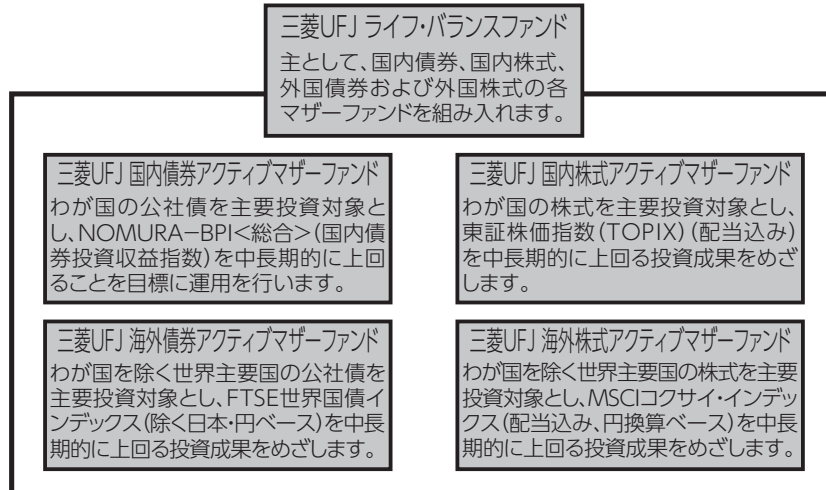 三菱UFJ ライフ・バランスファンド
主として、国内債券、国内株式、
外国債券および外国株式の各
マザーファンドを組み入れます。
三菱UFJ 国内債券アクティブマザーファンド
わが国の公社債を主要投資対象と
し、NOMURA−BPI<総合>(国内債
券投資収益指数)を中長期的に上回
ることを目標に運用を行います。
三菱UFJ 国内株式アクティブマザーファンド
わが国の株式を主要投資対象とし、
東証株価指数(TOPIX)(配当込み)
を中長期的に上回る投資成果をめざ
します。
三菱UFJ 海外債券アクティブマザーファンド
わが国を除く世界主要国の公社債を
主要投資対象とし、FTSE世界国債イ
ンデックス(除く日本・円ベース)を中長
期的に上回る投資成果をめざします。
三菱UFJ 海外株式アクティブマザーファンド
わが国を除く世界主要国の株式を主要
投資対象とし、MSCIコクサイ・インデッ
クス(配当込み、円換算ベース)を中長
期的に上回る投資成果をめざします。